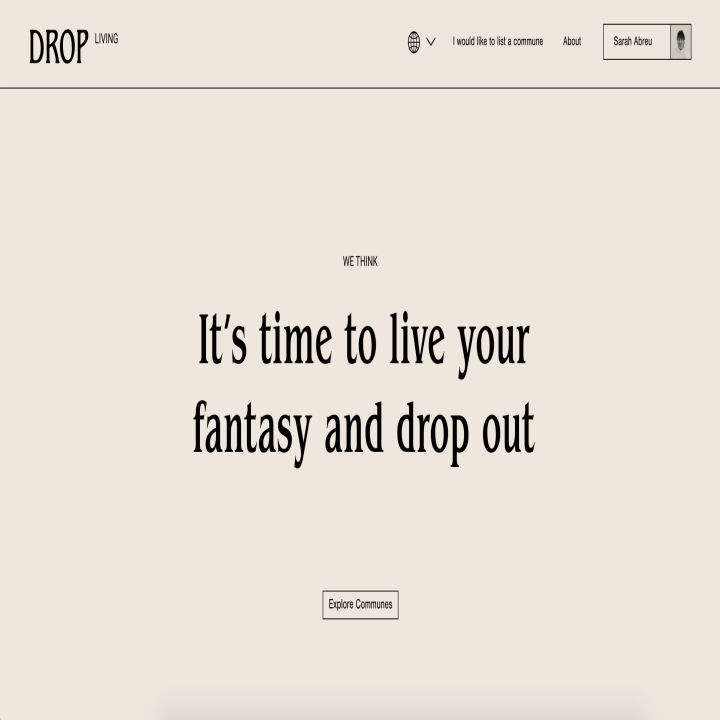 DROP LIVING
I would like to list a commune
About
Sarah Abreu
WE THINK
It's time to live your
fantasy and drop out
Explore Communes